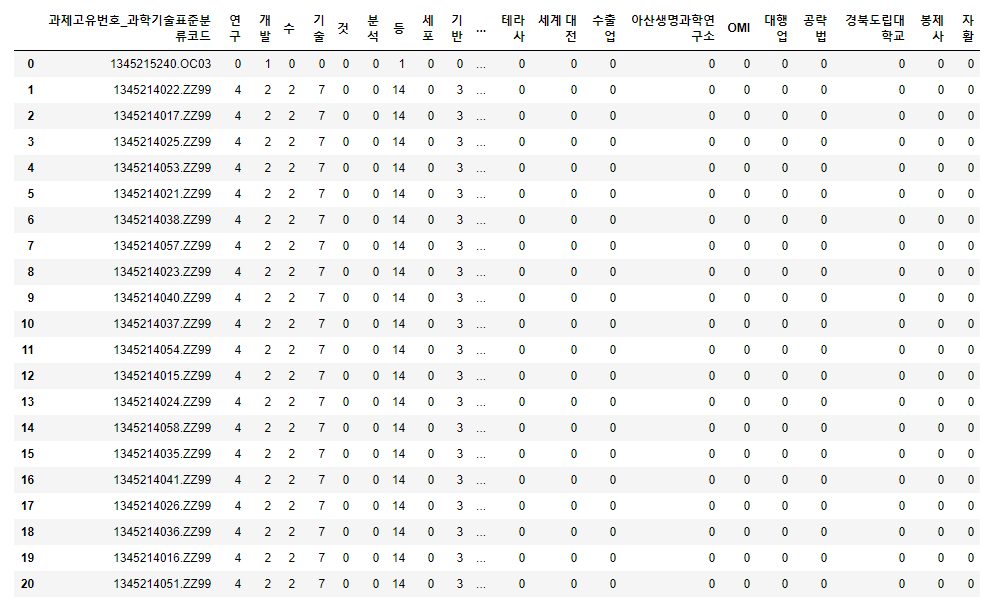 과제고유번호_과학기술표준분류코드 연구 개발 수 기술 것 분석 등 세포 기반 ... 테라사 세계 대전 수출업 아산생명과학연구소 OMI 대행업 공략법 경북도립대학교 봉제사 자활
0 1345215240.OC03 0 1 0 0 0 0 1 0 0 ... 0 0 0 0 0 0 0 0 0 0
1 1345214022.ZZ99 4 2 2 7 0 0 14 0 3 ... 0 0 0 0 0 0 0 0 0 0
2 1345214017.ZZ99 4 2 2 7 0 0 14 0 3 ... 0 0 0 0 0 0 0 0 0 0
3 1345214025.ZZ99 4 2 2 7 0 0 14 0 3 ... 0 0 0 0 0 0 0 0 0 0
4 1345214053.ZZ99 4 2 2 7 0 0 14 0 3 ... 0 0 0 0 0 0 0 0 0 0
5 1345214021.ZZ99 4 2 2 7 0 0 14 0 3 ... 0 0 0 0 0 0 0 0 0 0
6 1345214038.ZZ99 4 2 2 7 0 0 14 0 3 ... 0 0 0 0 0 0 0 0 0 0
7 1345214057.ZZ99 4 2 2 7 0 0 14 0 3 ... 0 0 0 0 0 0 0 0 0 0
8 1345214023.ZZ99 4 2 2 7 0 0 14 0 3 ... 0 0 0 0 0 0 0 0 0 0
9 1345214040.ZZ99 4 2 2 7 0 0 14 0 3 ... 0 0 0 0 0 0 0 0 0 0
10 1345214037.ZZ99 4 2 2 7 0 0 14 0 3 ... 0 0 0 0 0 0 0 0 0 0
11 1345214054.ZZ99 4 2 2 7 0 0 14 0 3 ... 0 0 0 0 0 0 0 0 0 0
12 1345214015.ZZ99 4 2 2 7 0 0 14 0 3 ... 0 0 0 0 0 0 0 0 0 0
13 1345214024.ZZ99 4 2 2 7 0 0 14 0 3 ... 0 0 0 0 0 0 0 0 0 0
14 1345214058.ZZ99 4 2 2 7 0 0 14 0 3 ... 0 0 0 0 0 0 0 0 0 0
15 1345214035.ZZ99 4 2 2 7 0 0 14 0 3 ... 0 0 0 0 0 0 0 0 0 0
16 1345214041.ZZ99 4 2 2 7 0 0 14 0 3 ... 0 0 0 0 0 0 0 0 0 0
17 1345214026.ZZ99 4 2 2 7 0 0 14 0 3 ... 0 0 0 0 0 0 0 0 0 0
18 1345214036.ZZ99 4 2 2 7 0 0 14 0 3 ... 0 0 0 0 0 0 0 0 0 0
19 1345214016.ZZ99 4 2 2 7 0 0 14 0 3 ... 0 0 0 0 0 0 0 0 0 0
20 1345214051.ZZ99 4 2 2 7 0 0 14 0 3 ... 0 0 0 0 0 0 0 0 0 0